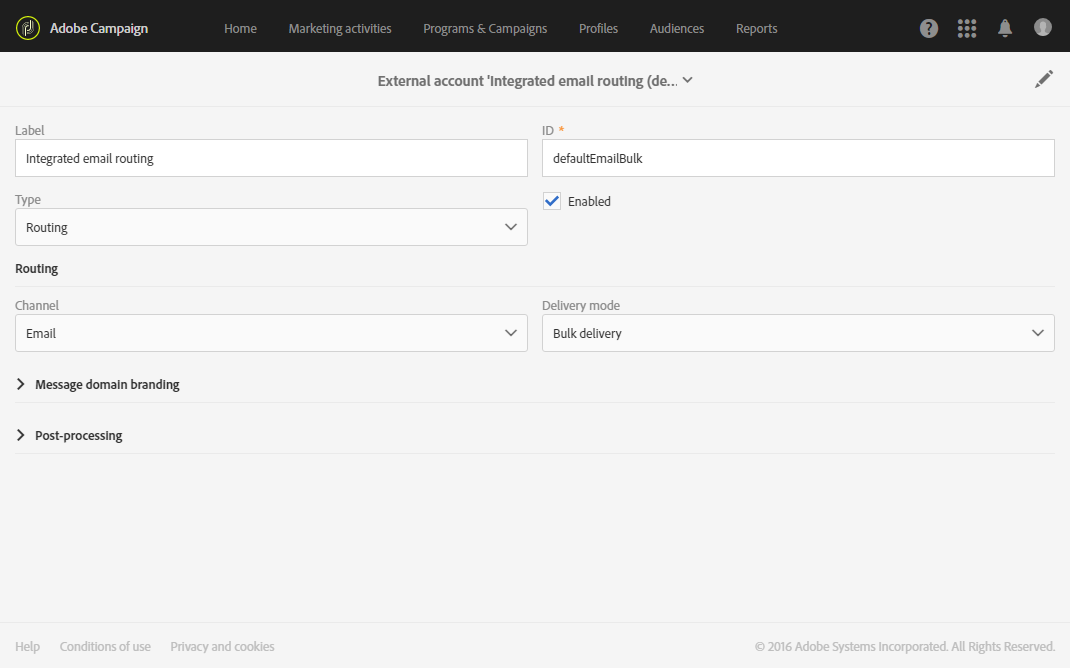 Adobe Campaign Home Marketing activities Programs & Campaigns Profiles Audiences Reports ?
External account 'Integrated email routing (de...
Label ID *
Integrated email routing defaultEmailBulk
Type
Enabled
Routing
Routing
Channel Delivery mode
Email Bulk delivery
Message domain branding
Post-processing
Help Conditions of use Privacy and cookies © 2016 Adobe Systems Incorporated. All Rights Reserved.